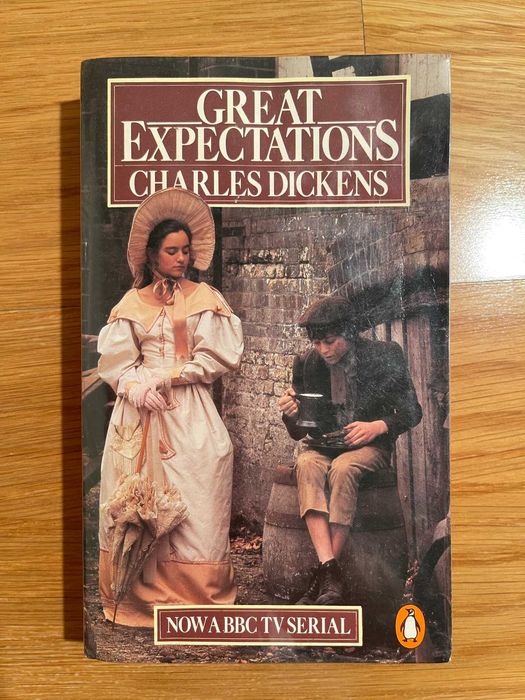 GREAT
EXPECTATIONS
CHARLES DICKENS
NOW A BBC TV SERIAL